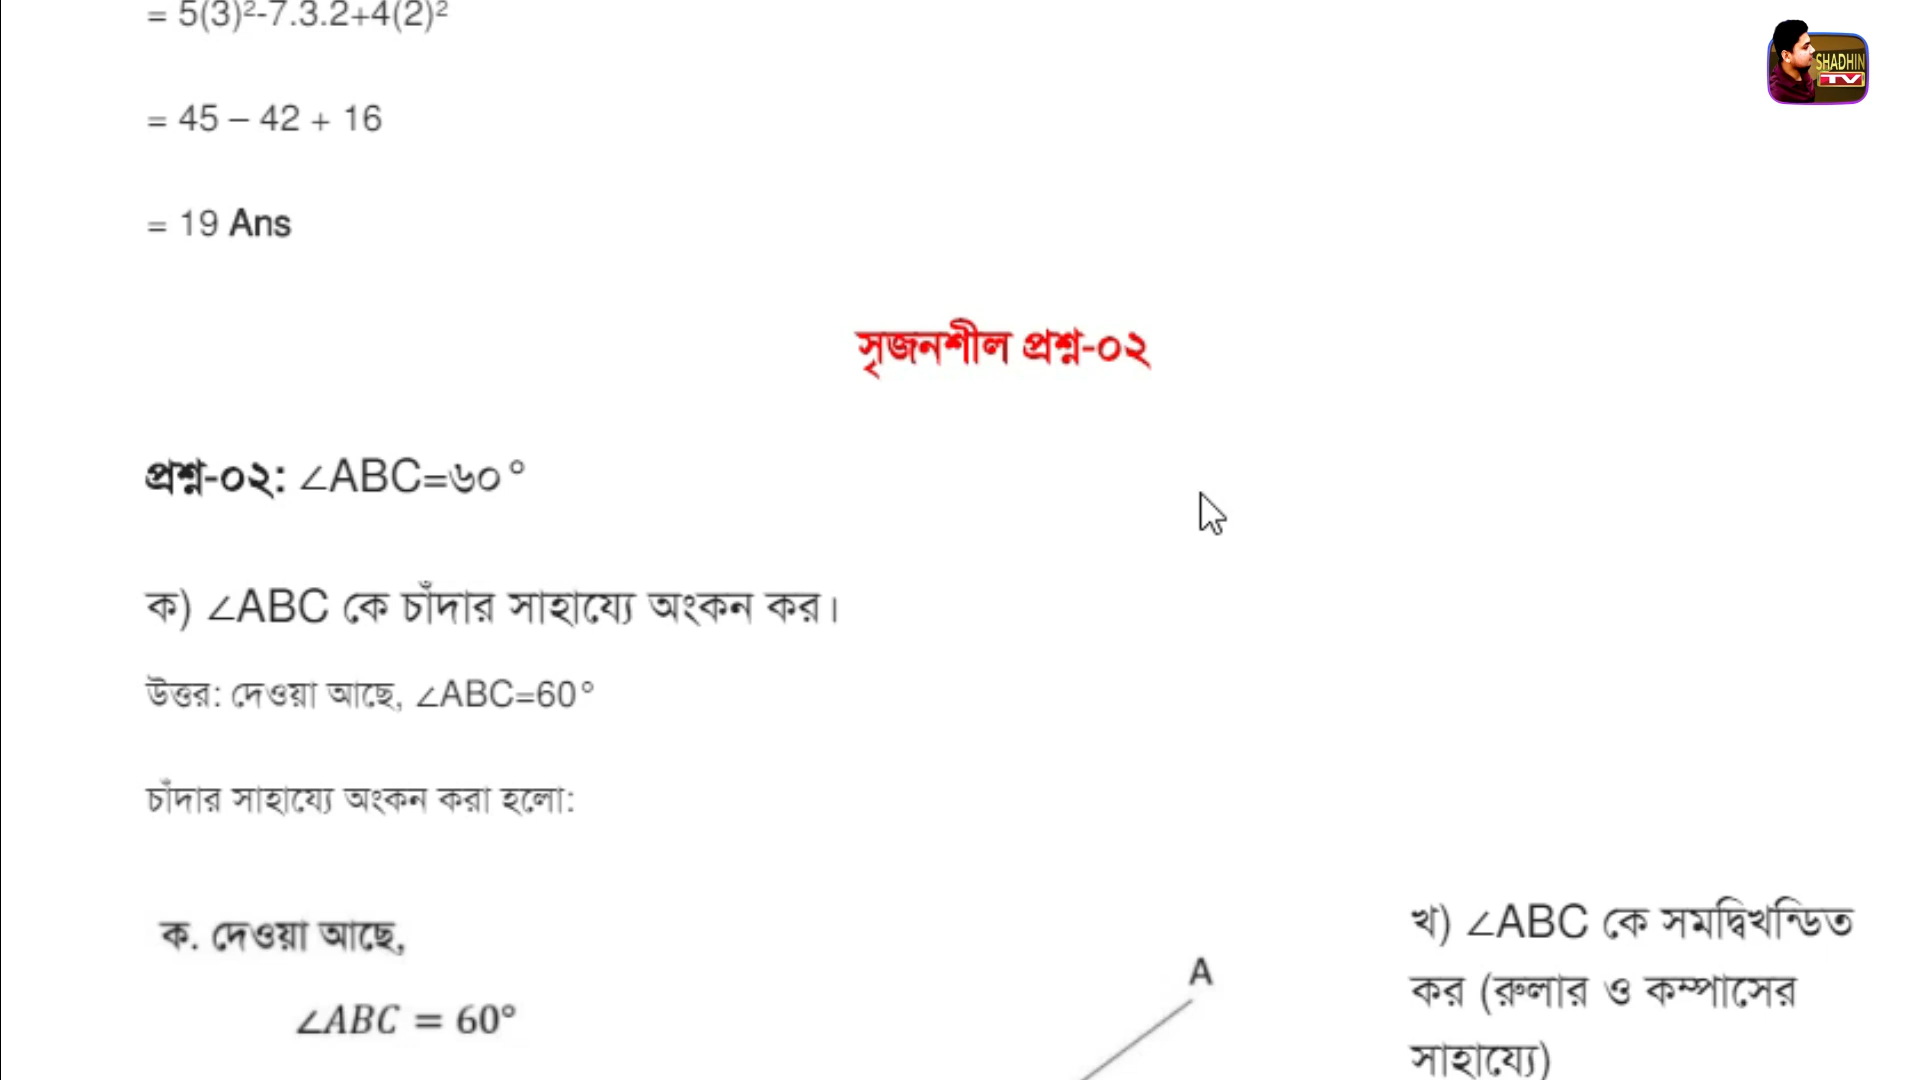 = 5(3)²-7.3.2+4(2)²
= 45 – 42 + 16
= 19 Ans
SHADHIN
TV
সৃজনশীল প্রশ্ন-০২
প্রশ্ন-০২: ∠ABC=৬০°
ক) ∠ABC কে চাঁদার সাহায্যে অংকন কর।
উত্তর: দেওয়া আছে, ∠ABC=60°
চাঁদার সাহায্যে অংকন করা হলো:
ক. দেওয়া আছে,
∠ABC = 60°
A
খ) ∠ABC কে সমদ্বিখন্ডিত
কর (রুলার ও কম্পাসের
সাহায্যে)